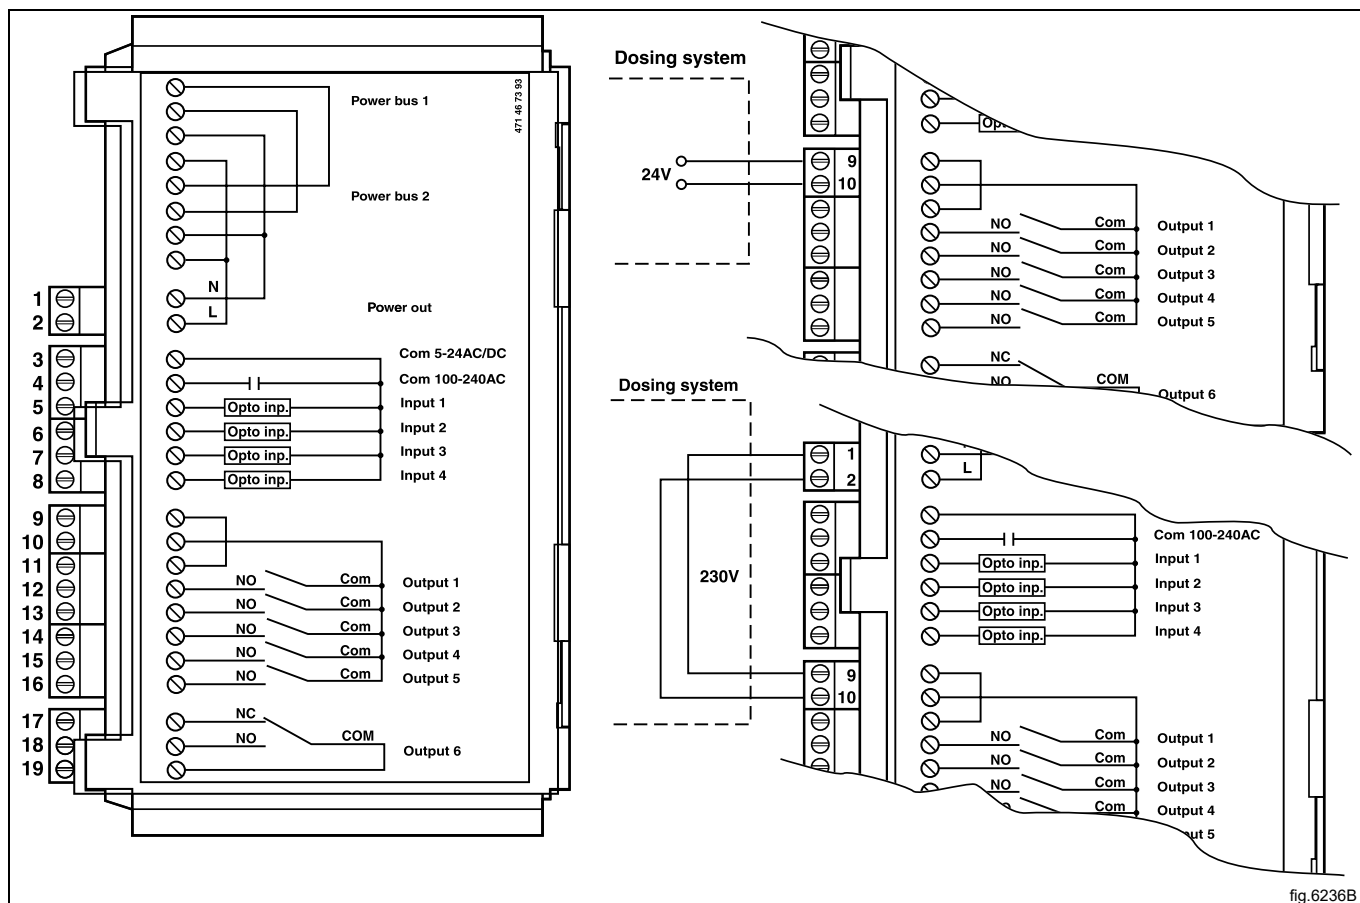 471 46 73 93
Power bus 1
Power bus 2
N
L
Power out
1
2
3
4
5
6
7
8
9
10
11
12
13
14
15
16
17
18
19
Com 5-24AC/DC
Com 100-240AC
Opto inp. Input 1
Opto inp. Input 2
Opto inp. Input 3
Opto inp. Input 4
NO Com Output 1
NO Com Output 2
NO Com Output 3
NO Com Output 4
NO Com Output 5
NC
NO COM Output 6
Dosing system
24V
9
10
NO Com Output 1
NO Com Output 2
NO Com Output 3
NO Com Output 4
NO Com Output 5
NC
NO COM Output 6
Dosing system
230V
1
2
L
Com 100-240AC
Opto inp. Input 1
Opto inp. Input 2
Opto inp. Input 3
Opto inp. Input 4
9
10
NO Com Output 1
NO Com Output 2
NO Com Output 3
Com Output 4
fig.6236B